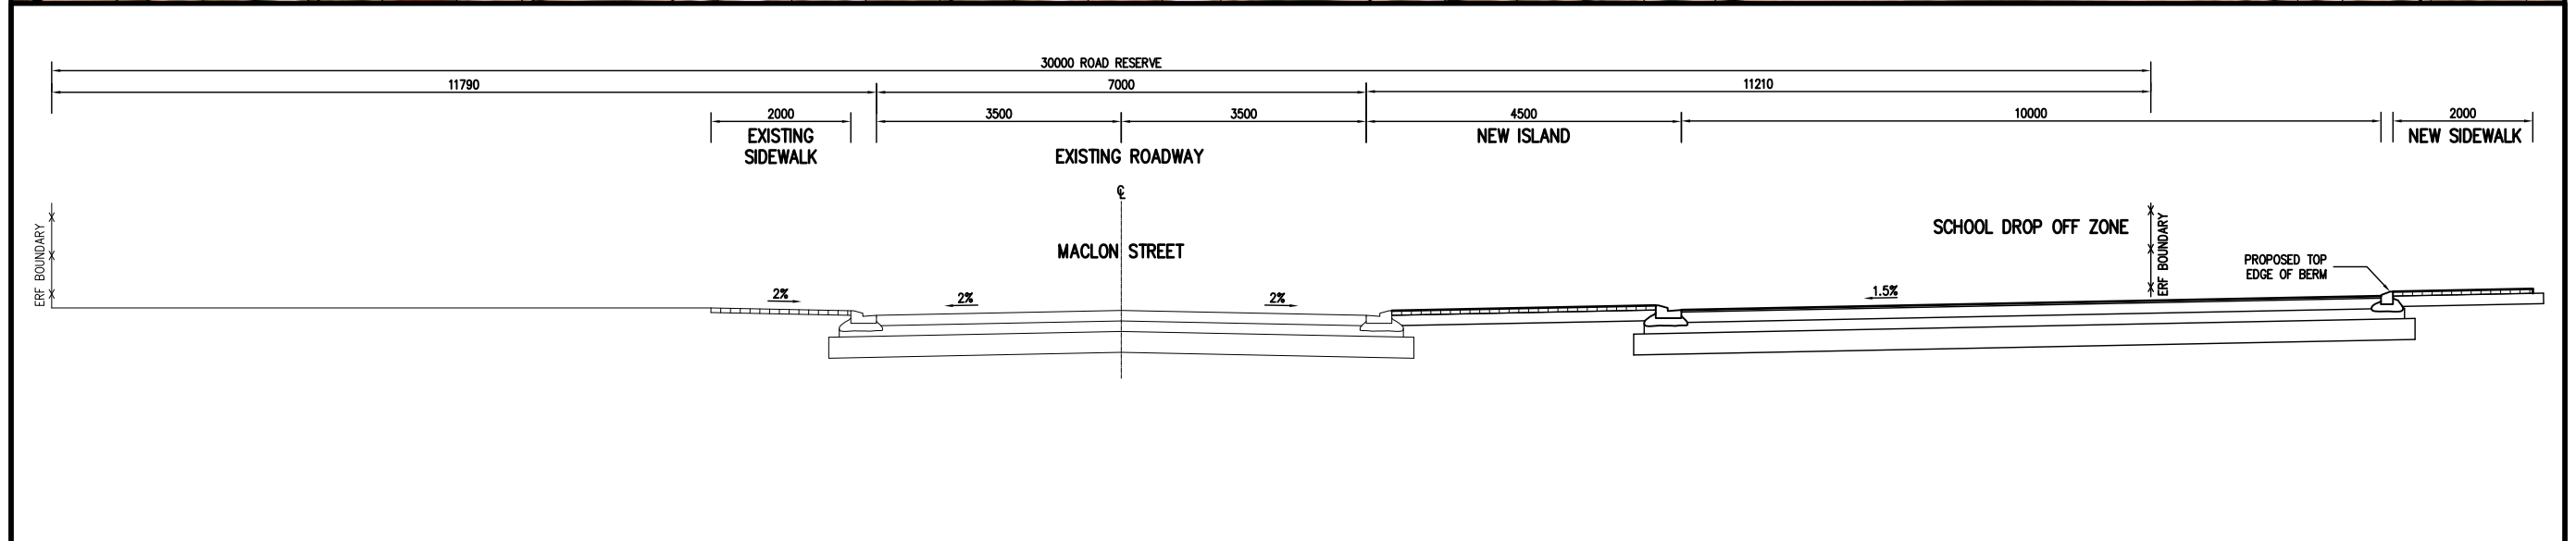 30000 ROAD RESERVE
11790
7000
11210
2000
3500
3500
4500
10000
2000
EXISTING
SIDEWALK
EXISTING ROADWAY
NEW ISLAND
NEW SIDEWALK
℄
ERF BOUNDARY
MACLON STREET
SCHOOL DROP OFF ZONE
ERF BOUNDARY
PROPOSED TOP
EDGE OF BERM
2%
2%
2%
1.5%